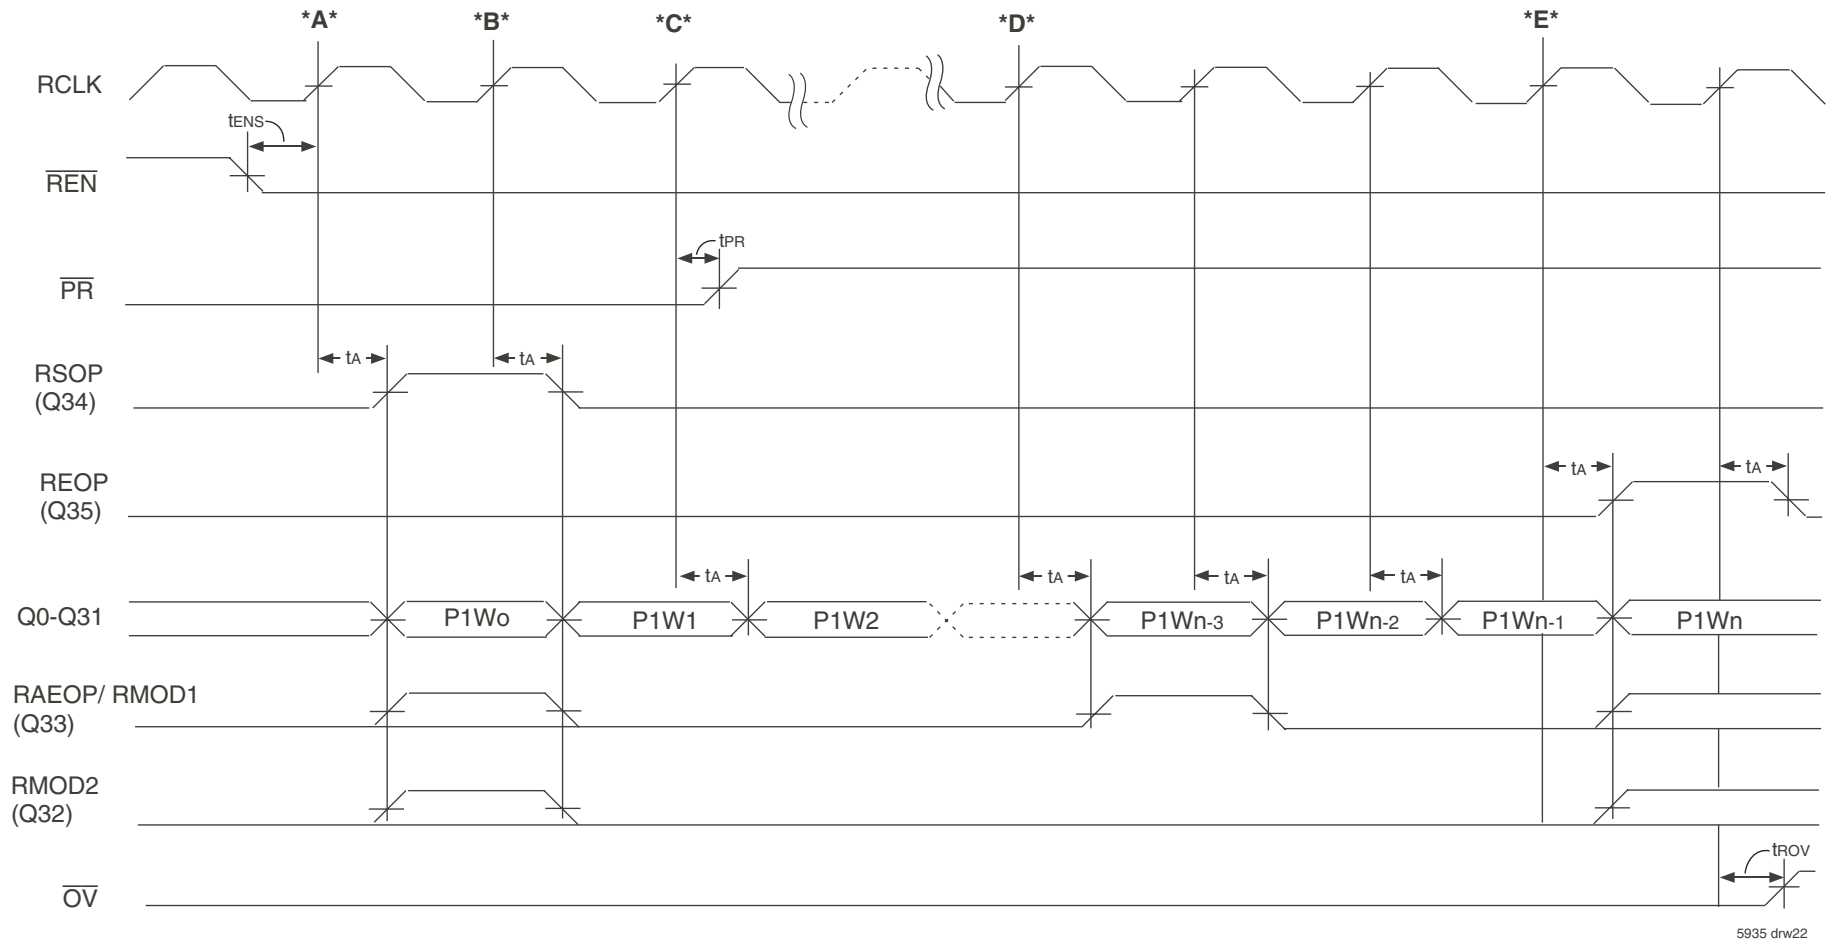 *A* *B* *C* *D* *E*
RCLK
tENS
REN
tPR
PR
tA tA
RSOP
(Q34)
REOP
(Q35)
tA tA
tA tA tA tA
Q0-Q31 P1Wo P1W1 P1W2 P1Wn-3 P1Wn-2 P1Wn-1 P1Wn
RAEOP/ RMOD1
(Q33)
RMOD2
(Q32)
tROV
OV
5935 drw22